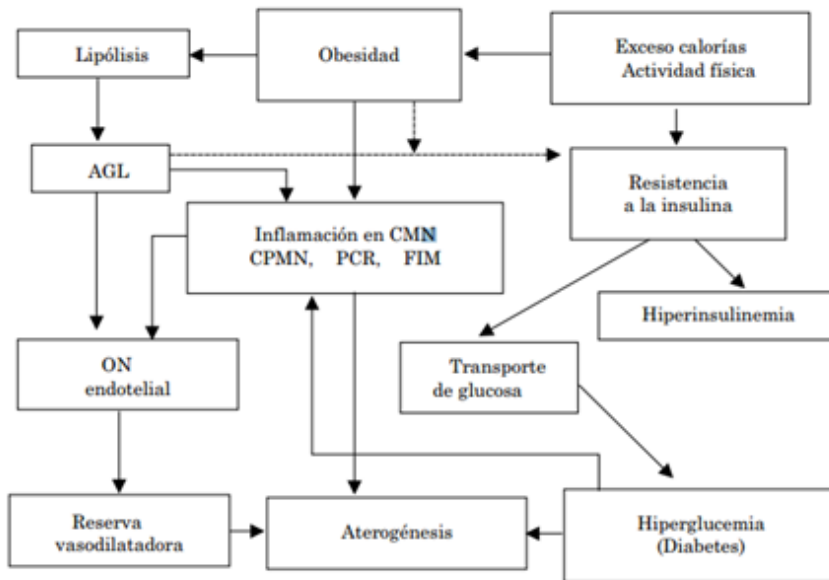 Lipólisis
Obesidad
Exceso calorías
Actividad física
AGL
Resistencia
a la insulina
Inflamación en CMN
CPMN, PCR, FIM
Hiperinsulinemia
ON
endotelial
Transporte
de glucosa
Reserva
vasodilatadora
Aterogénesis
Hiperglucemia
(Diabetes)